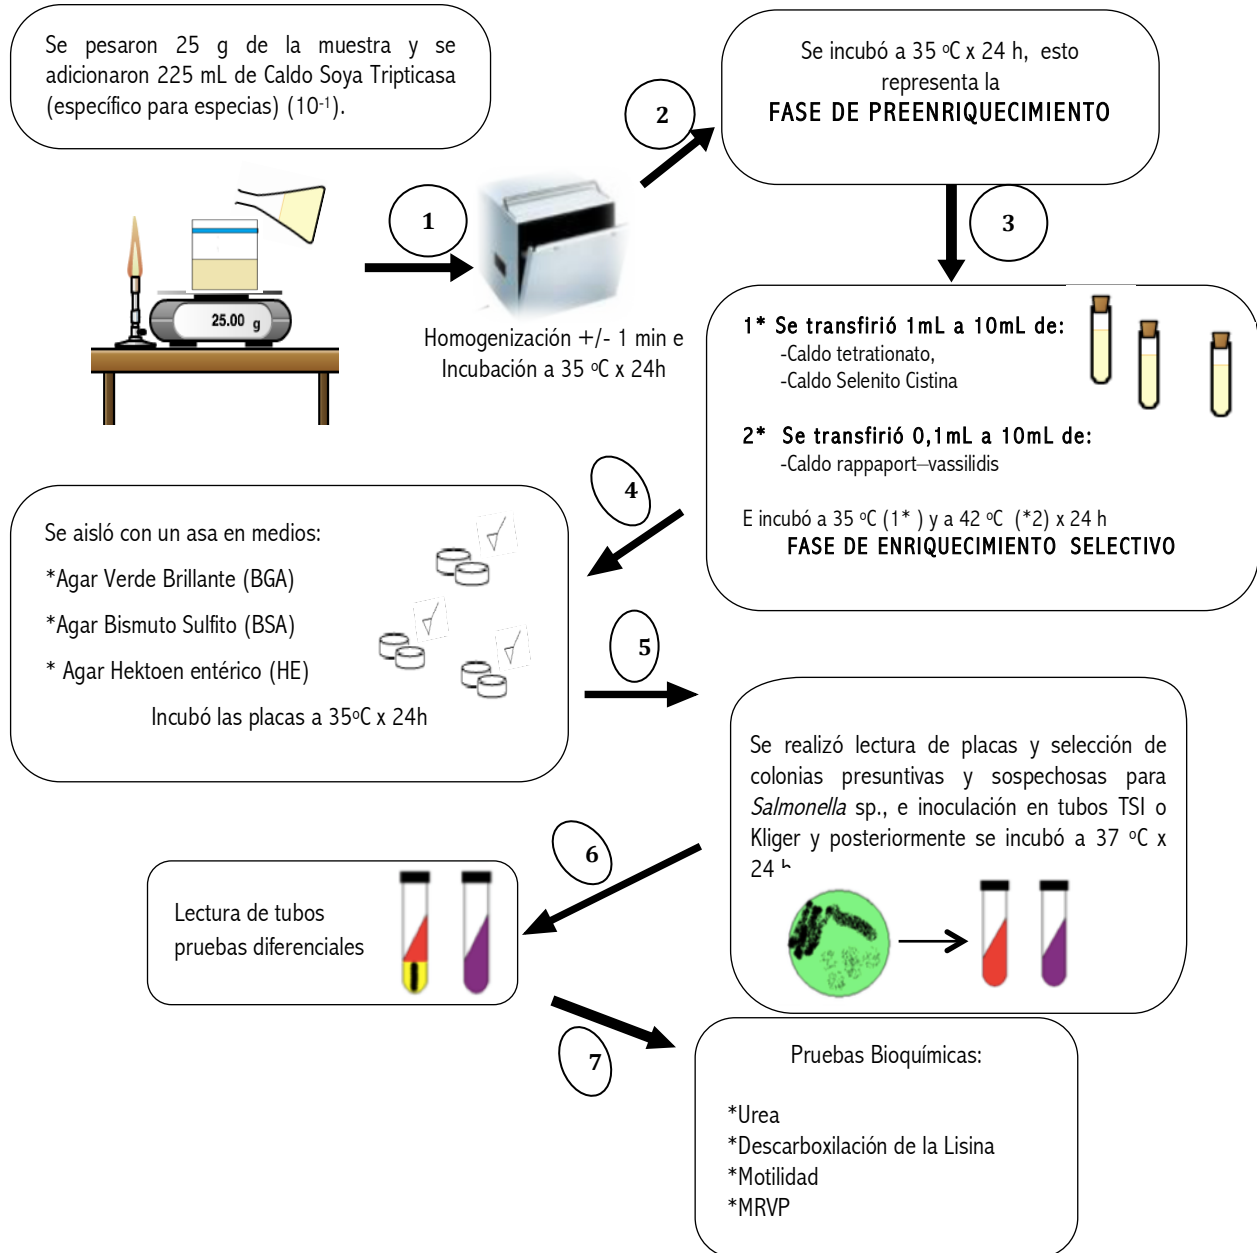 Se pesaron 25 g de la muestra y se
adicionaron 225 mL de Caldo Soya Tripticasa
(específico para especias) (10⁻¹).
25.00 g
1
Homogenización +/- 1 min e
Incubación a 35 ºC x 24h
2
Se incubó a 35 ºC x 24 h, esto
representa la
FASE DE PREENRIQUECIMIENTO
3
1* Se transfirió 1mL a 10mL de:
-Caldo tetrationato,
-Caldo Selenito Cistina
2* Se transfirió 0,1mL a 10mL de:
-Caldo rappaport–vassilidis
E incubó a 35 ºC (1* ) y a 42 ºC (*2) x 24 h
FASE DE ENRIQUECIMIENTO SELECTIVO
4
Se aisló con un asa en medios:
*Agar Verde Brillante (BGA)
*Agar Bismuto Sulfito (BSA)
* Agar Hektoen entérico (HE)
Incubó las placas a 35ºC x 24h
5
Se realizó lectura de placas y selección de
colonias presuntivas y sospechosas para
Salmonella sp., e inoculación en tubos TSI o
Kliger y posteriormente se incubó a 37 ºC x
24 h
6
Lectura de tubos
pruebas diferenciales
7
Pruebas Bioquímicas:
*Urea
*Descarboxilación de la Lisina
*Motilidad
*MRVP